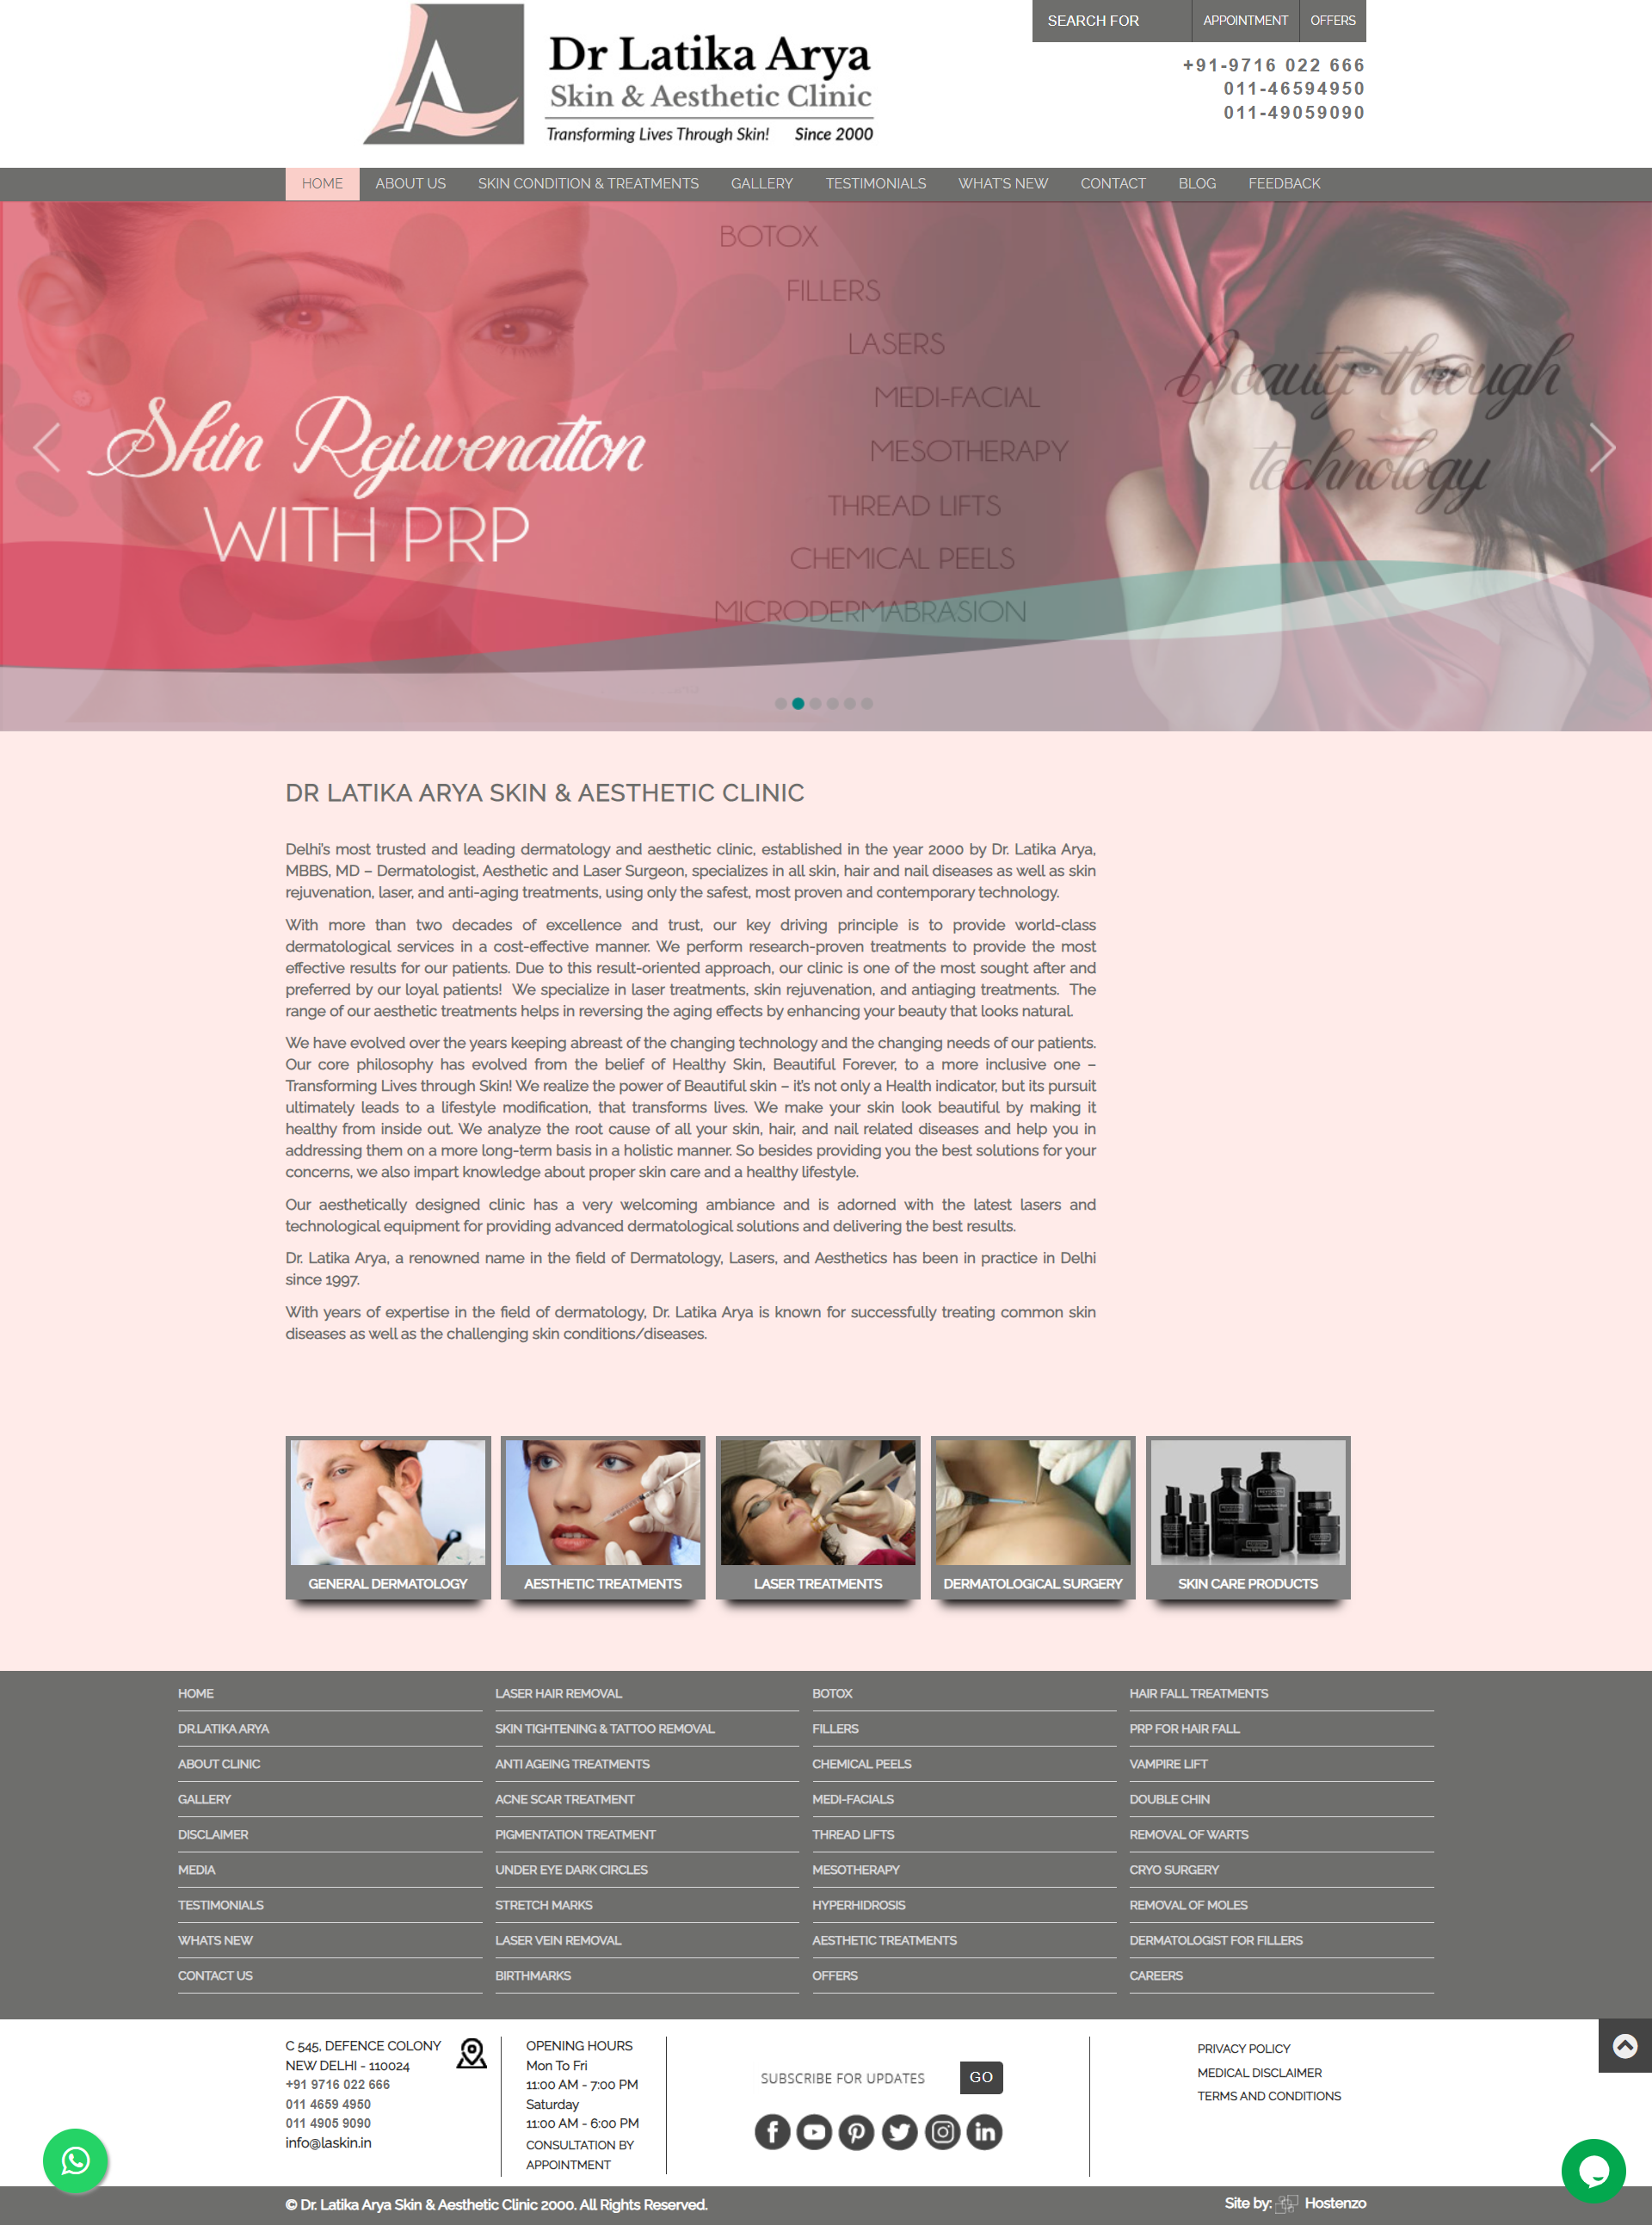 Dr Latika Arya
Skin & Aesthetic Clinic
Transforming Lives Through Skin! Since 2000
SEARCH FOR
APPOINTMENT
OFFERS
+91-9716 022 666
011-46594950
011-49059090
HOME
ABOUT US
SKIN CONDITION & TREATMENTS
GALLERY
TESTIMONIALS
WHAT'S NEW
CONTACT
BLOG
FEEDBACK
Skin Rejuvenation
WITH PRP
BOTOX
FILLERS
LASERS
MEDI-FACIAL
MESOTHERAPY
THREAD LIFTS
CHEMICAL PEELS
MICRODERMABRASION
Beauty through
technology
DR LATIKA ARYA SKIN & AESTHETIC CLINIC
Delhi's most trusted and leading dermatology and aesthetic clinic, established in the year 2000 by Dr. Latika Arya,
MBBS, MD – Dermatologist, Aesthetic and Laser Surgeon, specializes in all skin, hair and nail diseases as well as skin
rejuvenation, laser, and anti-aging treatments, using only the safest, most proven and contemporary technology.
With more than two decades of excellence and trust, our key driving principle is to provide world-class
dermatological services in a cost-effective manner. We perform research-proven treatments to provide the most
effective results for our patients. Due to this result-oriented approach, our clinic is one of the most sought after and
preferred by our loyal patients! We specialize in laser treatments, skin rejuvenation, and antiaging treatments. The
range of our aesthetic treatments helps in reversing the aging effects by enhancing your beauty that looks natural.
We have evolved over the years keeping abreast of the changing technology and the changing needs of our patients.
Our core philosophy has evolved from the belief of Healthy Skin, Beautiful Forever, to a more inclusive one –
Transforming Lives through Skin! We realize the power of Beautiful skin – it's not only a Health indicator, but its pursuit
ultimately leads to a lifestyle modification, that transforms lives. We make your skin look beautiful by making it
healthy from inside out. We analyze the root cause of all your skin, hair, and nail related diseases and help you in
addressing them on a more long-term basis in a holistic manner. So besides providing you the best solutions for your
concerns, we also impart knowledge about proper skin care and a healthy lifestyle.
Our aesthetically designed clinic has a very welcoming ambiance and is adorned with the latest lasers and
technological equipment for providing advanced dermatological solutions and delivering the best results.
Dr. Latika Arya, a renowned name in the field of Dermatology, Lasers, and Aesthetics has been in practice in Delhi
since 1997.
With years of expertise in the field of dermatology, Dr. Latika Arya is known for successfully treating common skin
diseases as well as the challenging skin conditions/diseases.
GENERAL DERMATOLOGY
AESTHETIC TREATMENTS
LASER TREATMENTS
DERMATOLOGICAL SURGERY
SKIN CARE PRODUCTS
HOME
DR.LATIKA ARYA
ABOUT CLINIC
GALLERY
DISCLAIMER
MEDIA
TESTIMONIALS
WHATS NEW
CONTACT US
LASER HAIR REMOVAL
SKIN TIGHTENING & TATTOO REMOVAL
ANTI AGEING TREATMENTS
ACNE SCAR TREATMENT
PIGMENTATION TREATMENT
UNDER EYE DARK CIRCLES
STRETCH MARKS
LASER VEIN REMOVAL
BIRTHMARKS
BOTOX
FILLERS
CHEMICAL PEELS
MEDI-FACIALS
THREAD LIFTS
MESOTHERAPY
HYPERHIDROSIS
AESTHETIC TREATMENTS
OFFERS
HAIR FALL TREATMENTS
PRP FOR HAIR FALL
VAMPIRE LIFT
DOUBLE CHIN
REMOVAL OF WARTS
CRYO SURGERY
REMOVAL OF MOLES
DERMATOLOGIST FOR FILLERS
CAREERS
C 545, DEFENCE COLONY
NEW DELHI - 110024
+91 9716 022 666
011 4659 4950
011 4905 9090
info@laskin.in
OPENING HOURS
Mon To Fri
11:00 AM - 7:00 PM
Saturday
11:00 AM - 6:00 PM
CONSULTATION BY
APPOINTMENT
SUBSCRIBE FOR UPDATES
GO
PRIVACY POLICY
MEDICAL DISCLAIMER
TERMS AND CONDITIONS
© Dr. Latika Arya Skin & Aesthetic Clinic 2000. All Rights Reserved.
Site by: Hostenzo